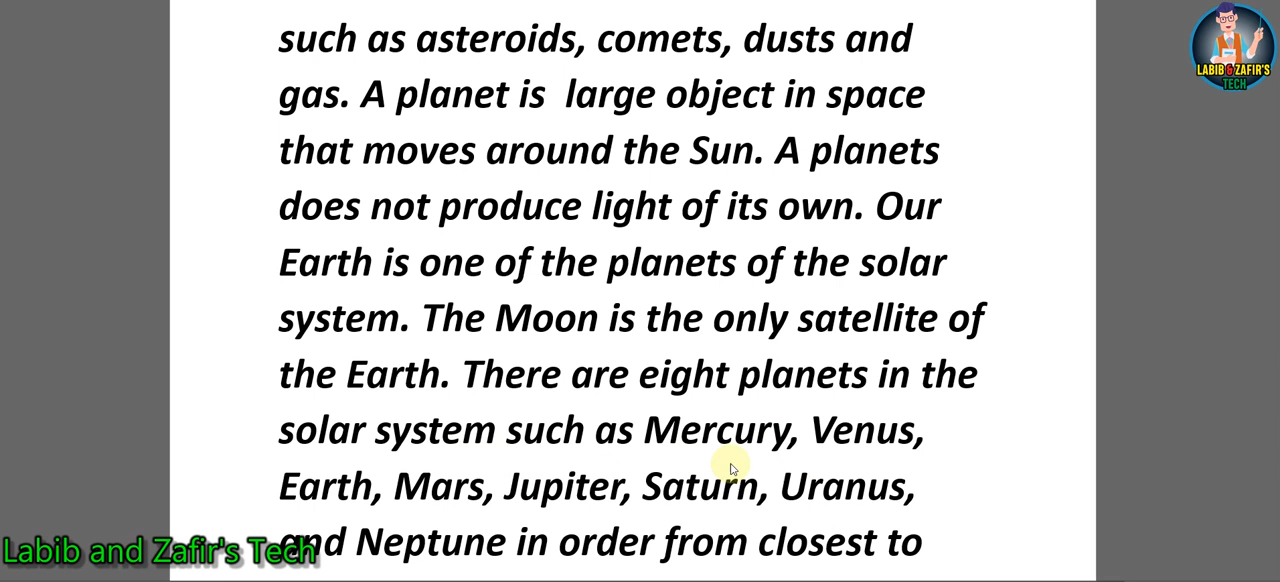 such as asteroids, comets, dusts and
gas. A planet is  large object in space
that moves around the Sun. A planets
does not produce light of its own. Our
Earth is one of the planets of the solar
system. The Moon is the only satellite of
the Earth. There are eight planets in the
solar system such as Mercury, Venus,
Earth, Mars, Jupiter, Saturn, Uranus,
and Neptune in order from closest to
LABIB & ZAFIR'S
TECH
Labib and Zafir's Tech